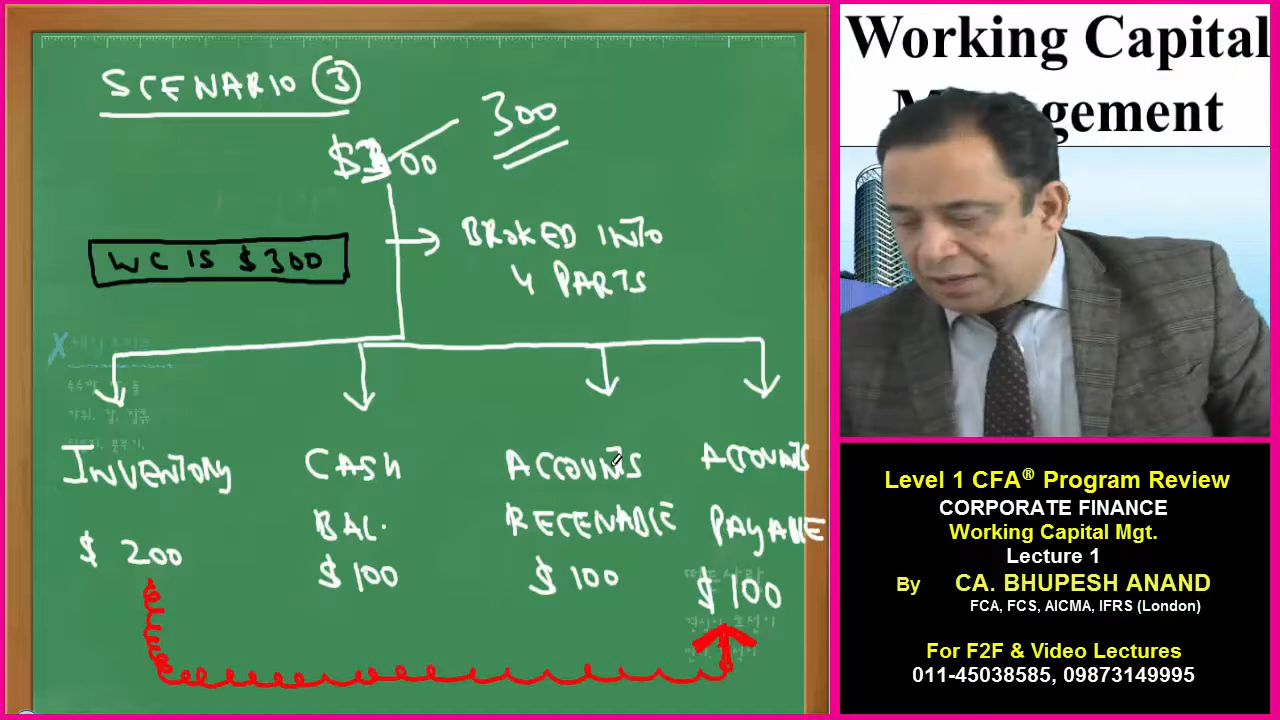 SCENARIO 3
300
$300
BROKED INTO
4 PARTS
WC IS $300
INVENTORY
$ 200
CASH
BAL.
$ 100
ACCOUNTS
RECEIVABLE
$ 100
ACCOUNTS
PAYABLE
$ 100
Working Capital
Management
Level 1 CFA® Program Review
CORPORATE FINANCE
Working Capital Mgt.
Lecture 1
By CA. BHUPESH ANAND
FCA, FCS, AICMA, IFRS (London)
For F2F & Video Lectures
011-45038585, 09873149995